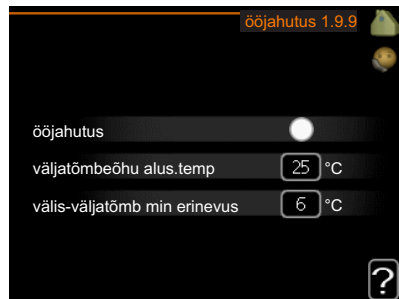 ööjahutus 1.9.9
ööjahutus
väljatõmbeõhu alus.temp 25 °C
välis-väljatõmb min erinevus 6 °C
?